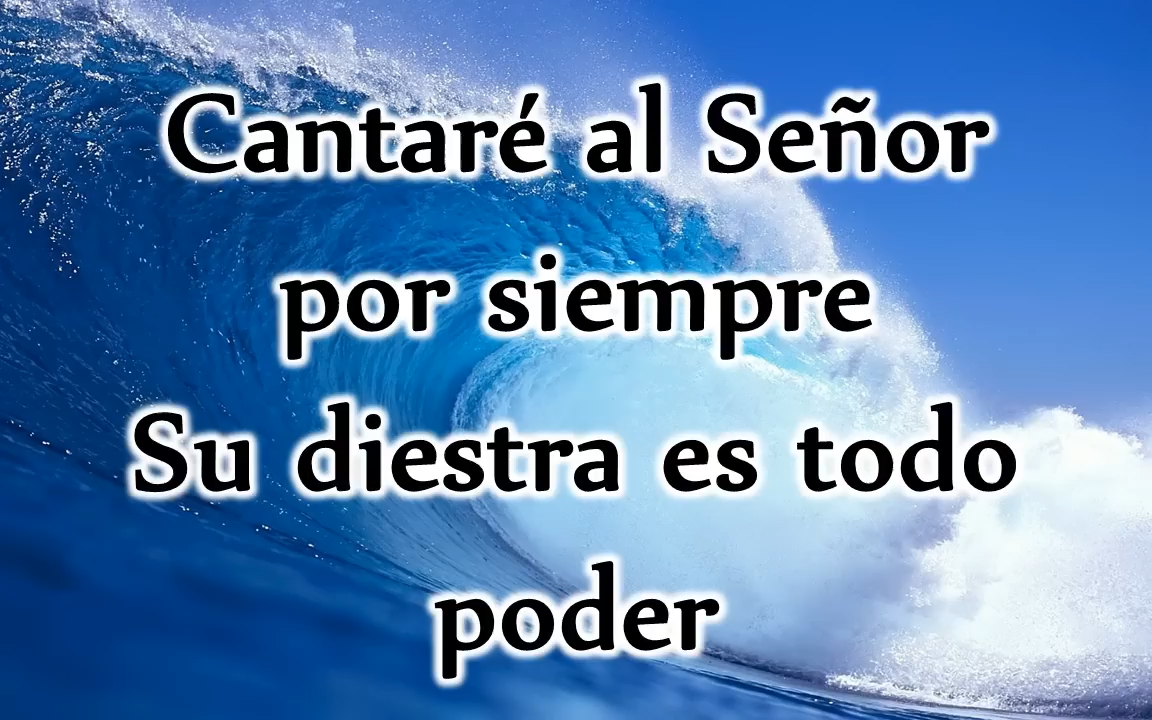 Cantaré al Señor
por siempre
Su diestra es todo
poder